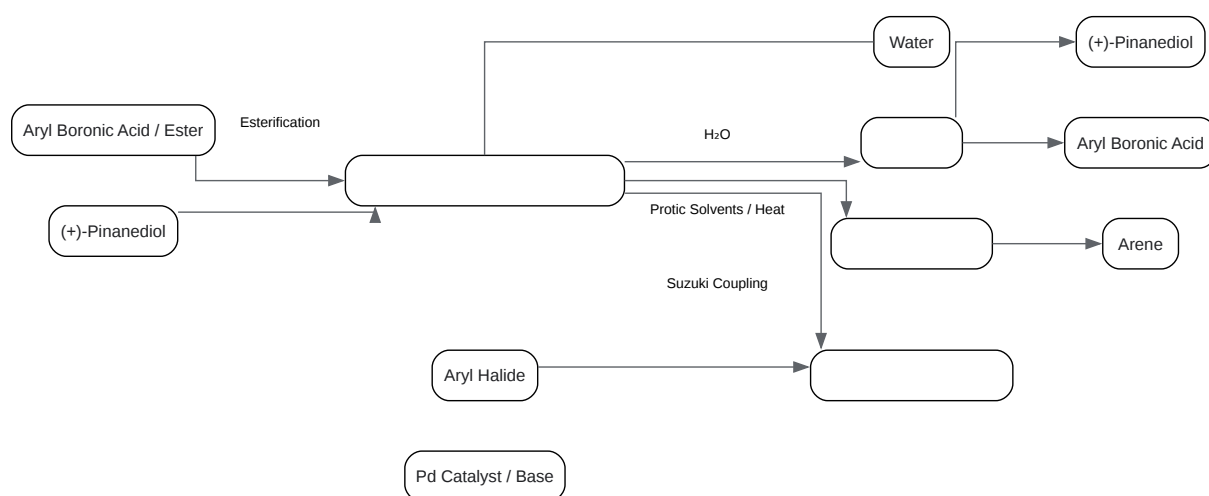 Water
(+)-Pinanediol
Aryl Boronic Acid / Ester
Esterification
H₂O
Aryl Boronic Acid
(+)-Pinanediol
Protic Solvents / Heat
Arene
Suzuki Coupling
Aryl Halide
Pd Catalyst / Base